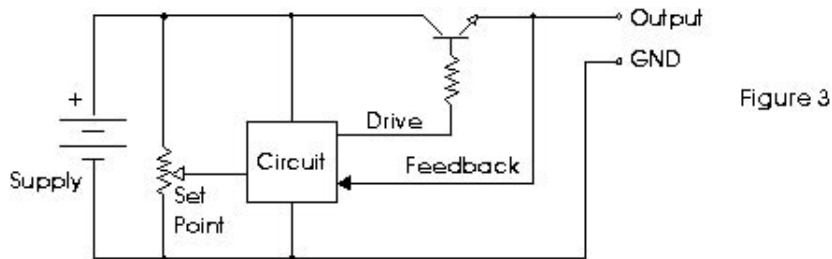 Output
GND
+
Figure 3
Drive
Circuit
Feedback
Supply
Set
Point